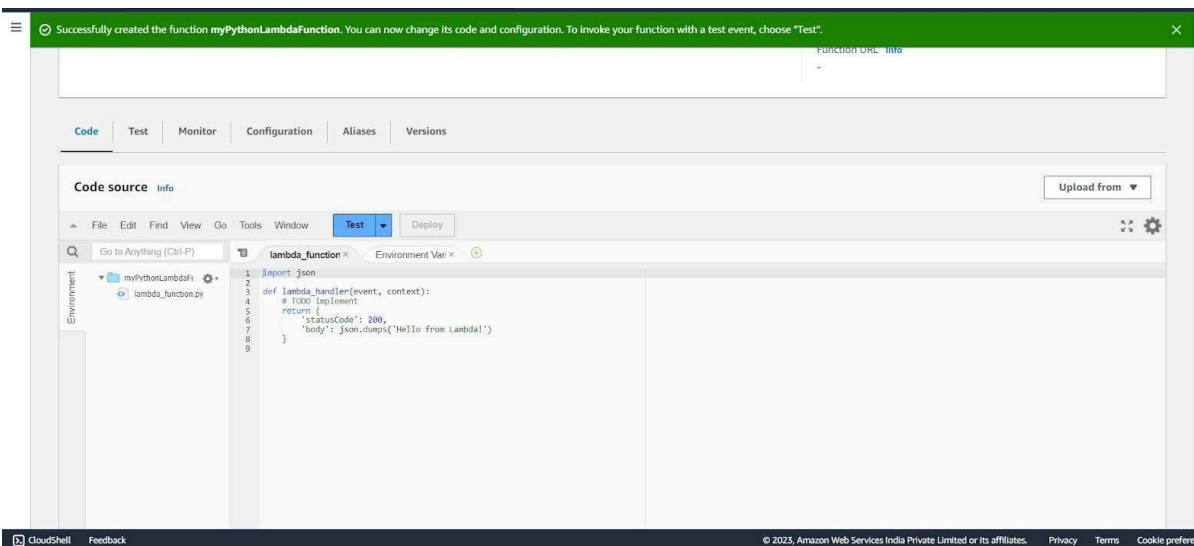 Successfully created the function myPythonLambdaFunction. You can now change its code and configuration. To invoke your function with a test event, choose "Test".
Function URL Info
-
Code Test Monitor Configuration Aliases Versions
Code source Info
Upload from
File Edit Find View Go Tools Window Test Deploy
Go to Anything (Ctrl-P)
lambda_function × Environment Vari ×
Environment
myPythonLambdaFu
lambda_function.py
1 import json
2
3 def lambda_handler(event, context):
4 # TODO implement
5 return {
6 'statusCode': 200,
7 'body': json.dumps('Hello from Lambda!')
8 }
9
CloudShell Feedback
© 2023, Amazon Web Services India Private Limited or its affiliates. Privacy Terms Cookie prefere